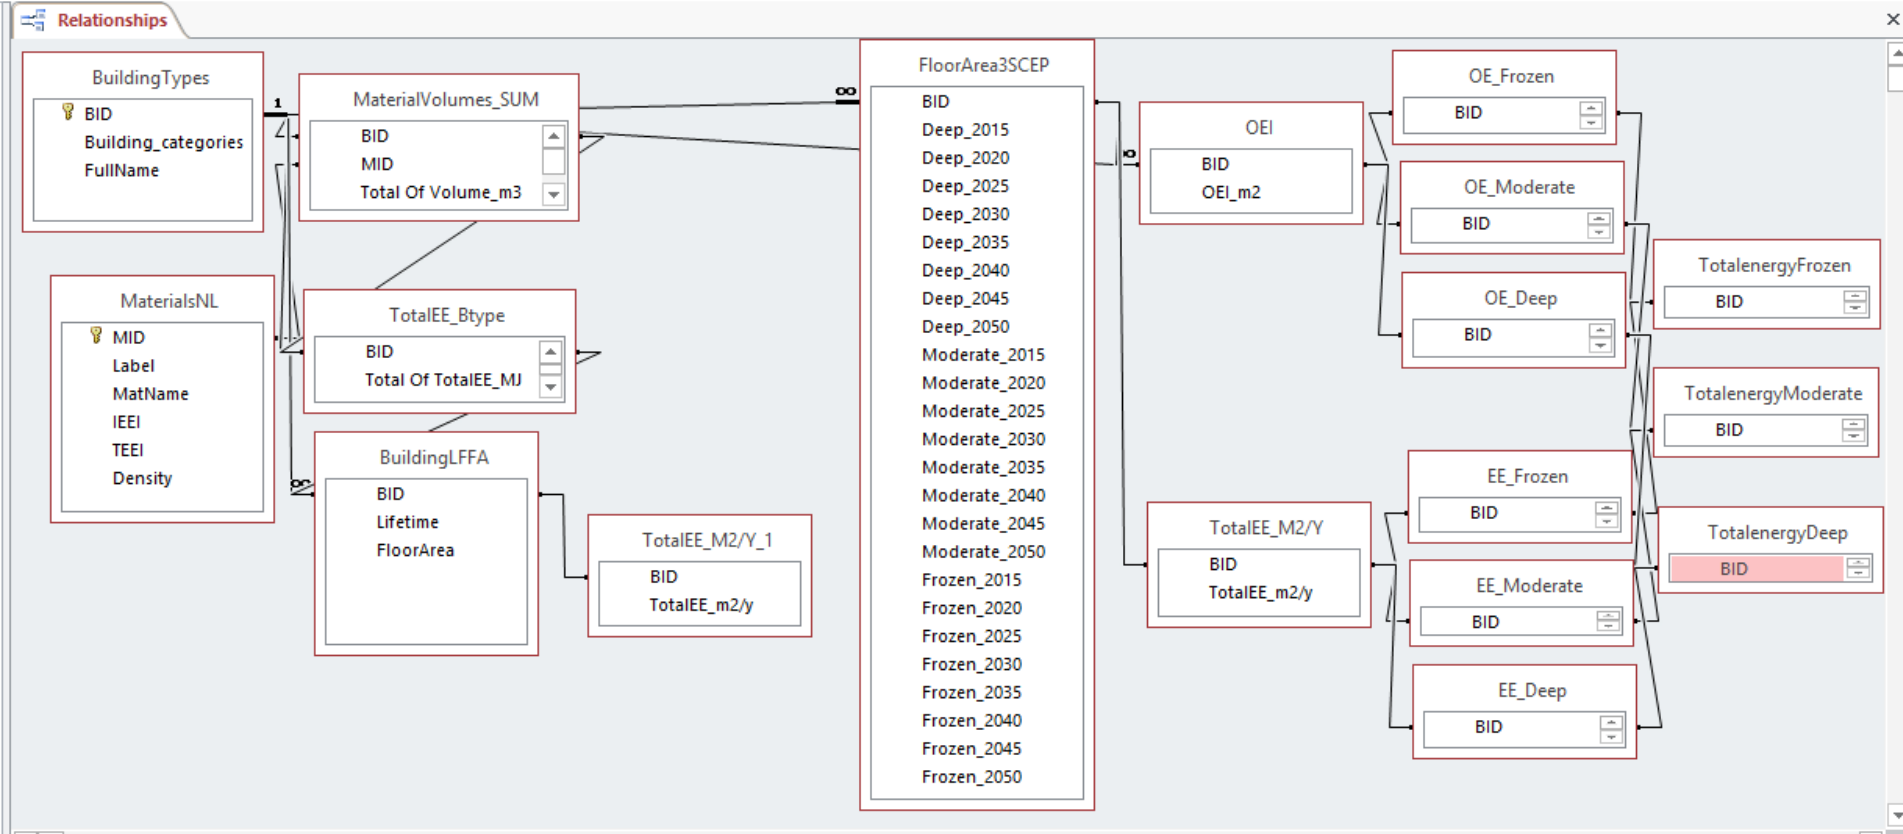 Relationships
BuildingTypes
BID
Building_categories
FullName
1
MaterialVolumes_SUM
BID
MID
Total Of Volume_m3
MaterialsNL
MID
Label
MatName
IEEI
TEEI
Density
TotalEE_Btype
BID
Total Of TotalEE_MJ
BuildingLFFA
BID
Lifetime
FloorArea
∞
TotalEE_M2/Y_1
BID
TotalEE_m2/y
∞
FloorArea3SCEP
BID
Deep_2015
Deep_2020
Deep_2025
Deep_2030
Deep_2035
Deep_2040
Deep_2045
Deep_2050
Moderate_2015
Moderate_2020
Moderate_2025
Moderate_2030
Moderate_2035
Moderate_2040
Moderate_2045
Moderate_2050
Frozen_2015
Frozen_2020
Frozen_2025
Frozen_2030
Frozen_2035
Frozen_2040
Frozen_2045
Frozen_2050
∞
OEI
BID
OEI_m2
TotalEE_M2/Y
BID
TotalEE_m2/y
OE_Frozen
BID
OE_Moderate
BID
OE_Deep
BID
EE_Frozen
BID
EE_Moderate
BID
EE_Deep
BID
TotalenergyFrozen
BID
TotalenergyModerate
BID
TotalenergyDeep
BID